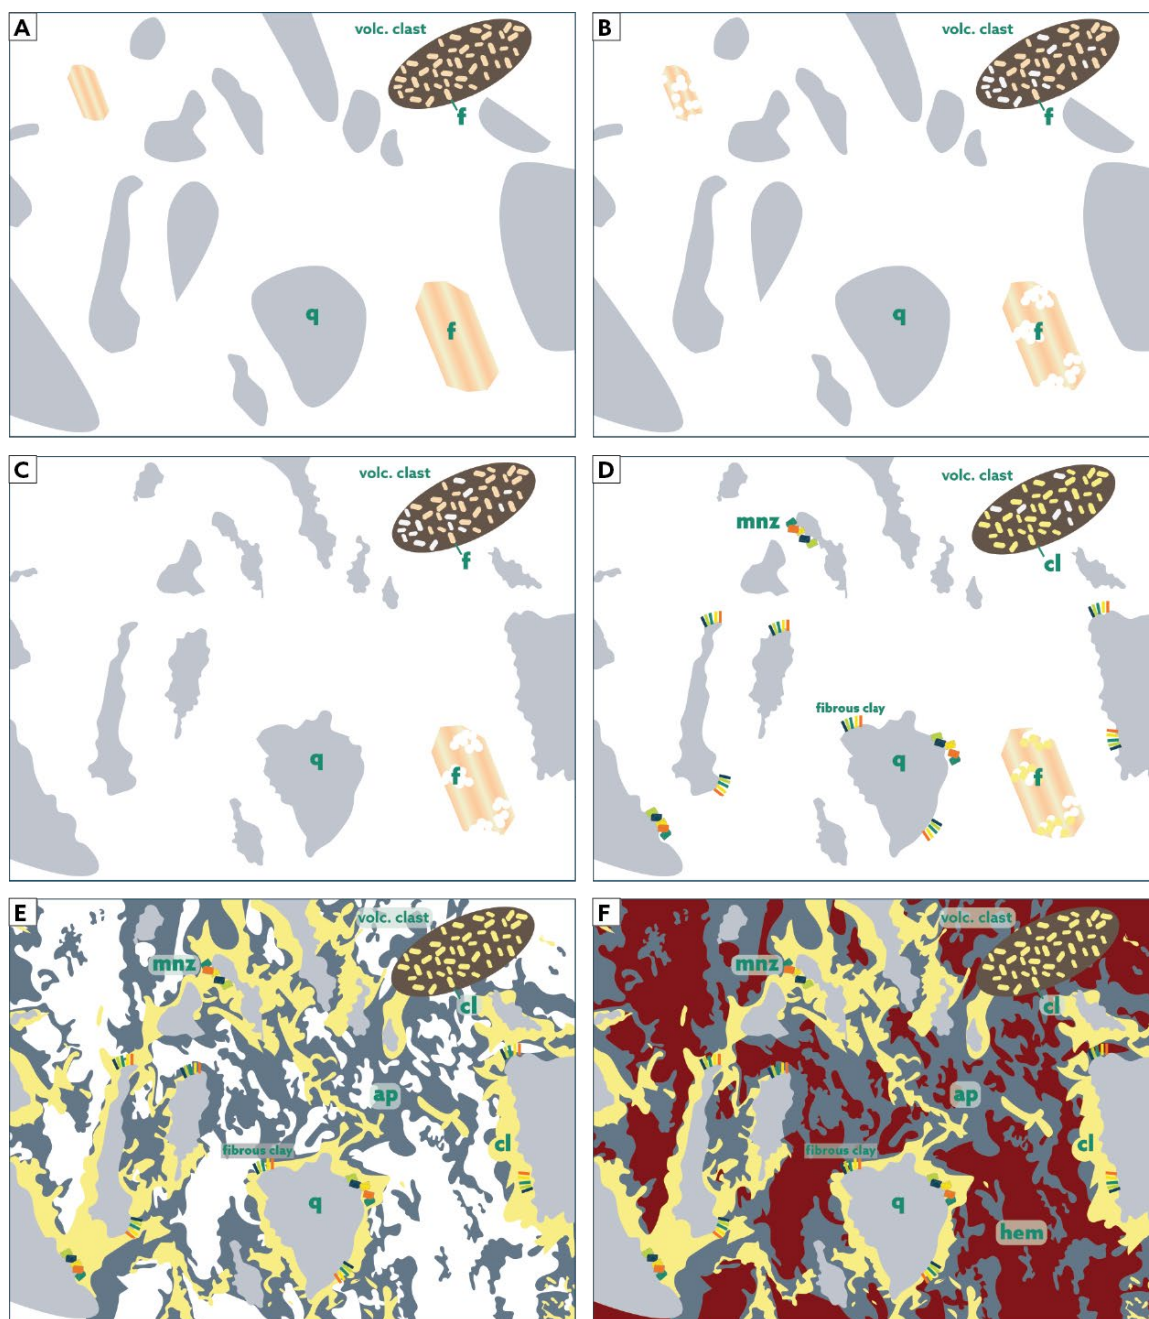 A
volc. clast
f
q
f
B
volc. clast
f
q
f
C
volc. clast
f
q
f
D
volc. clast
mnz
cl
fibrous clay
q
f
E
volc. clast
mnz
cl
ap
fibrous clay
cl
q
F
volc. clast
mnz
cl
ap
fibrous clay
cl
q
hem